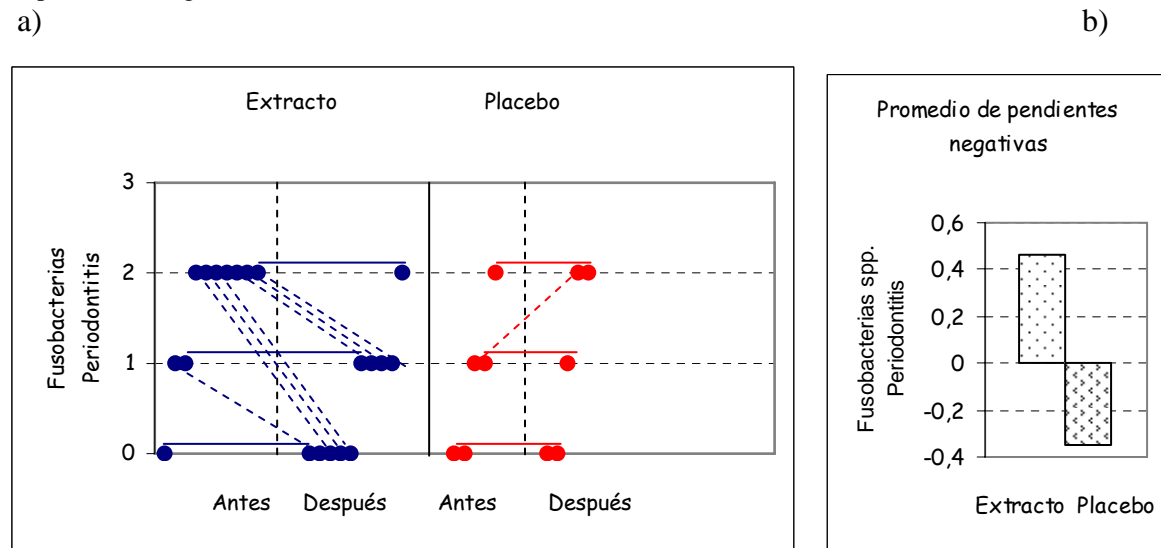 a)
b)
Extracto
Placebo
Fusobacterias
Periodontitis
3
2
1
0
Antes
Después
Antes
Después
Promedio de pendientes
negativas
Fusobacterias spp.
Periodontitis
0,6
0,4
0,2
0
-0,2
-0,4
Extracto
Placebo